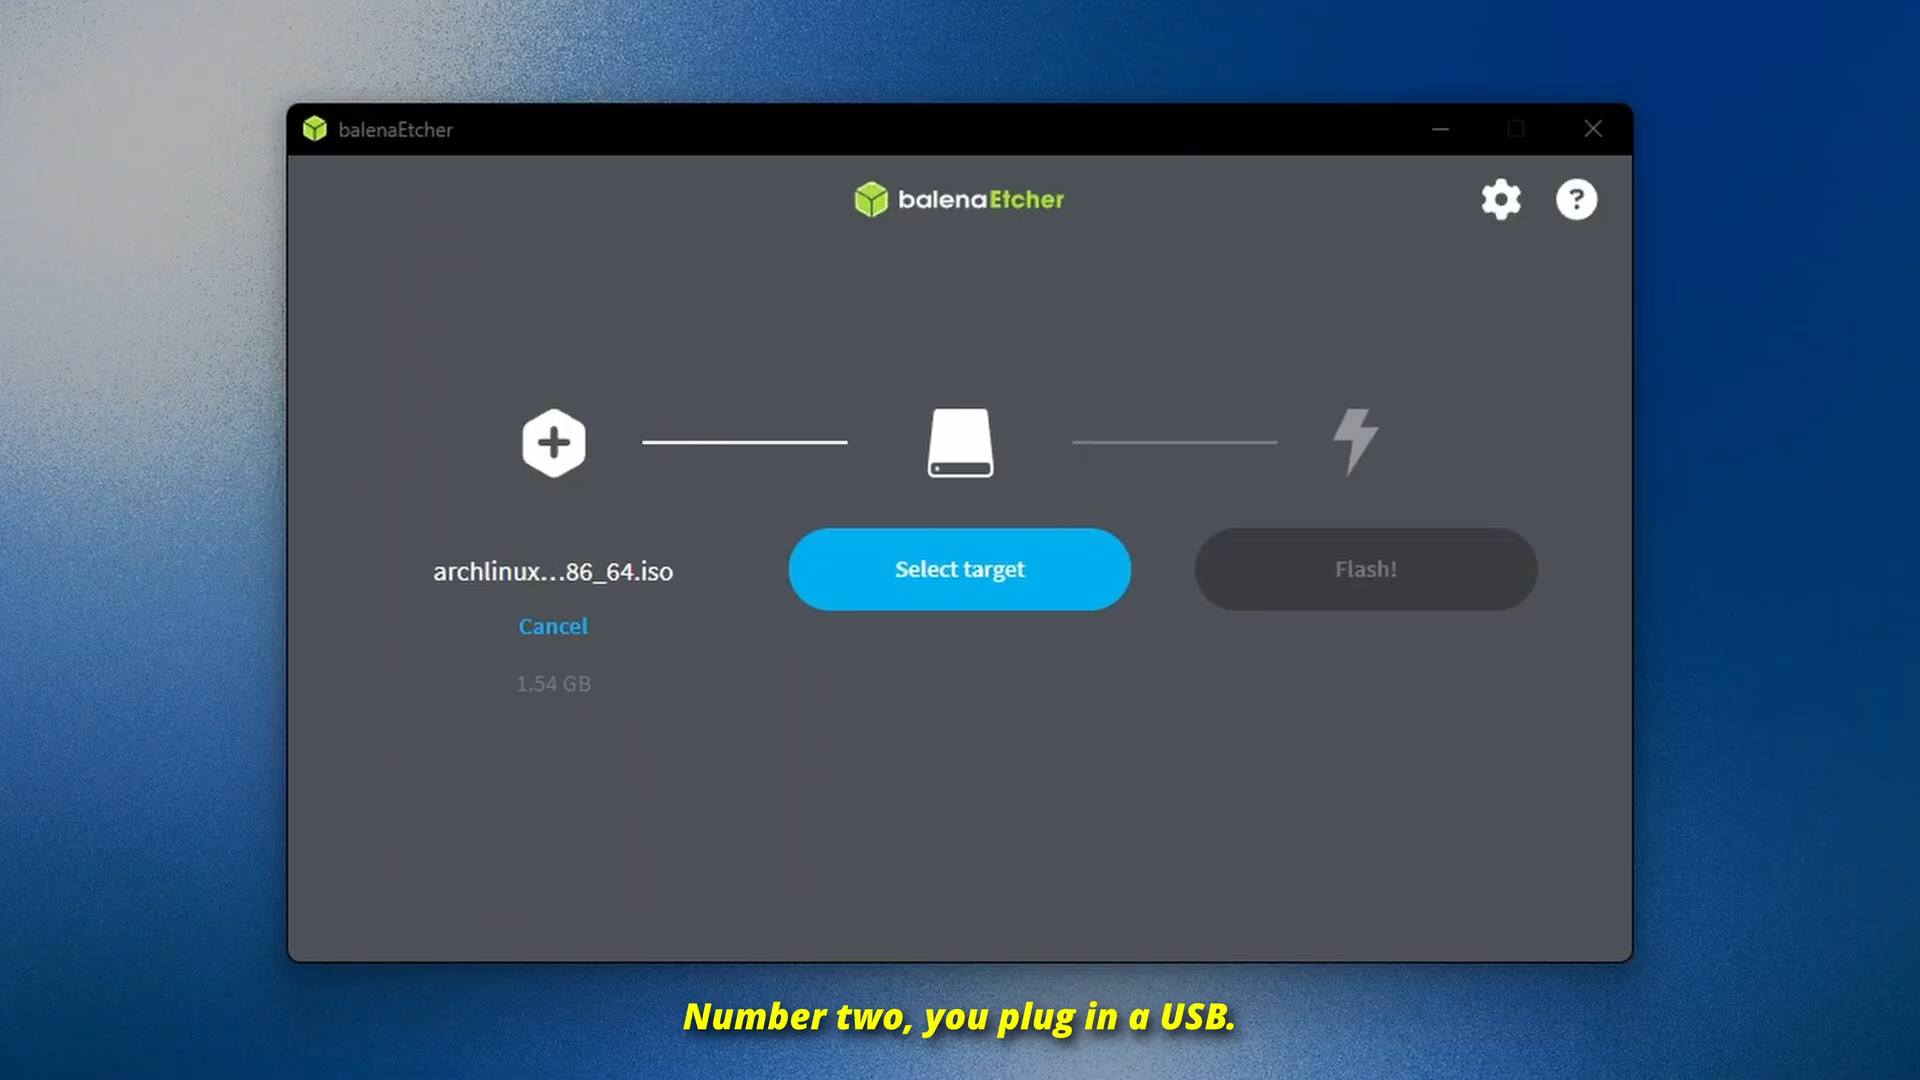 balenaEtcher
balenaEtcher
?
archlinux...86_64.iso
Select target
Flash!
Cancel
1.54 GB
Number two, you plug in a USB.